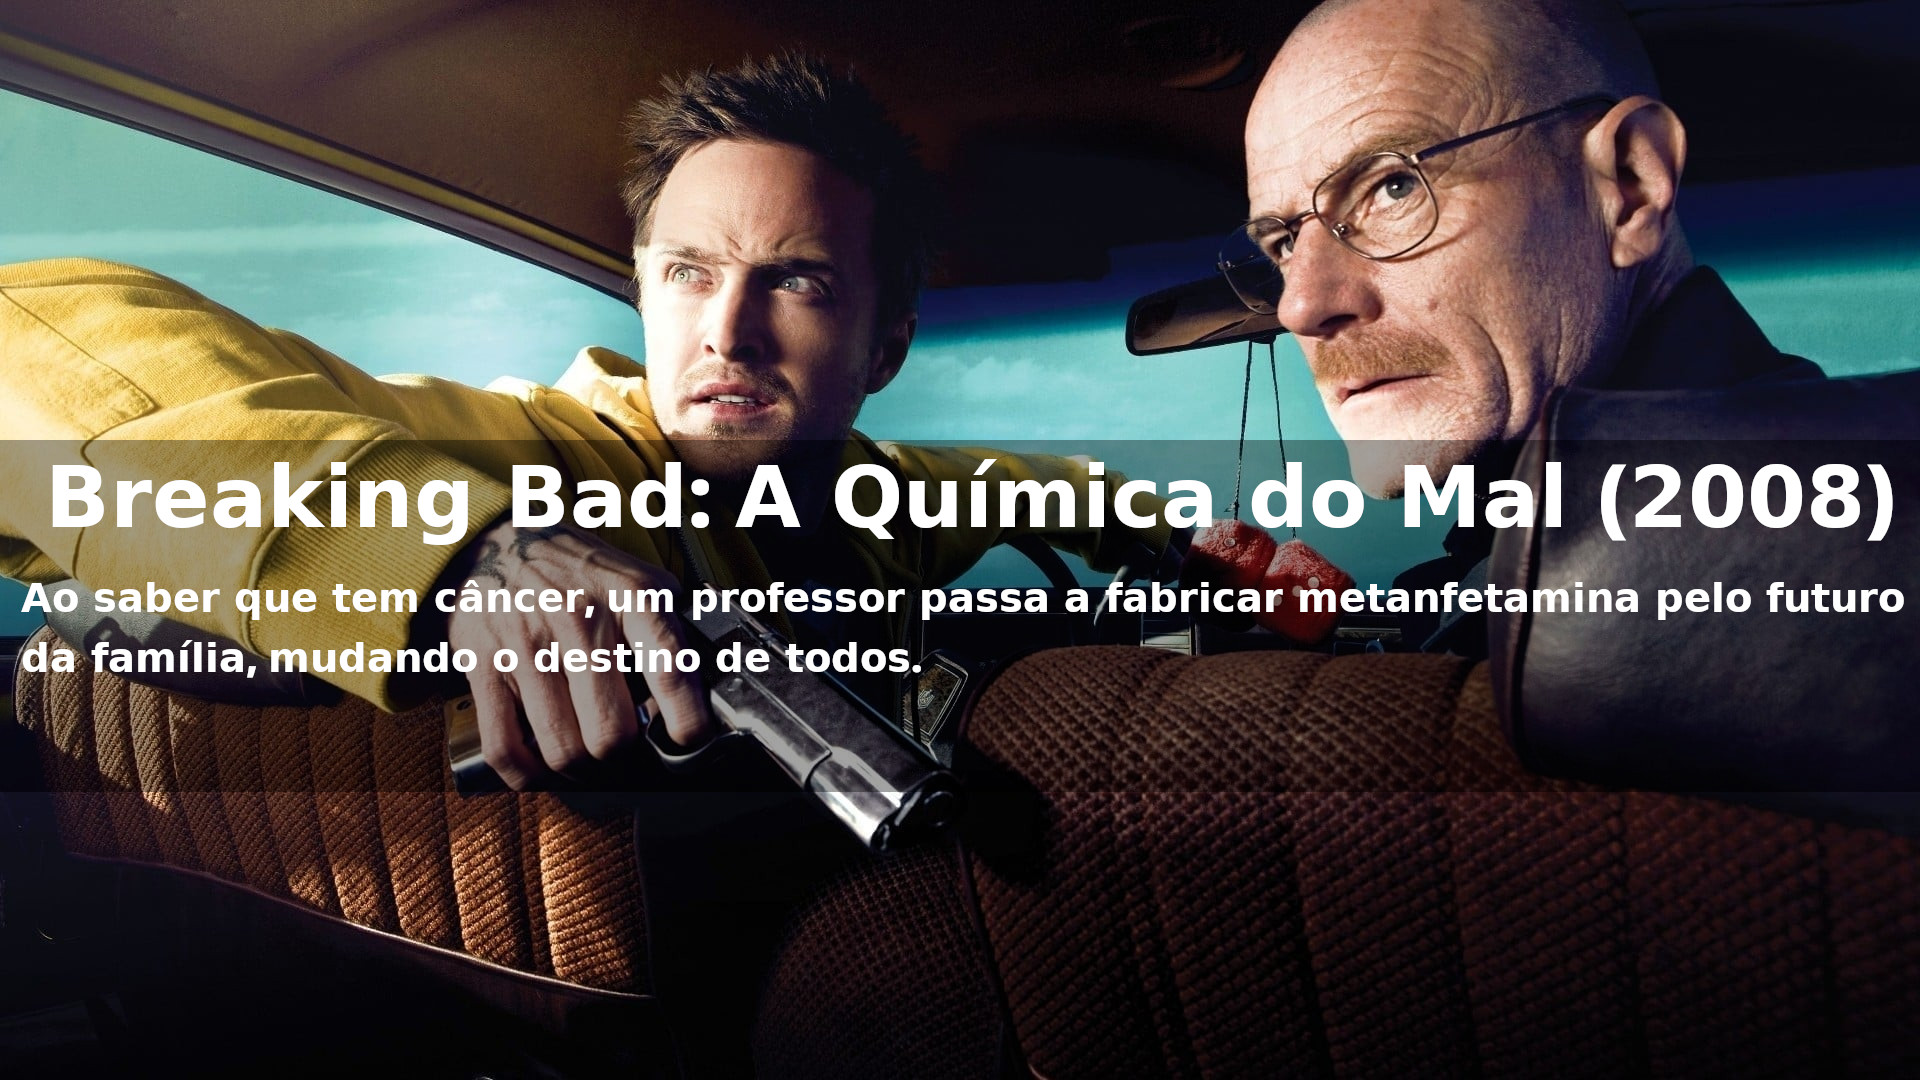 Breaking Bad: A Química do Mal (2008)
Ao saber que tem câncer, um professor passa a fabricar metanfetamina pelo futuro
da família, mudando o destino de todos.